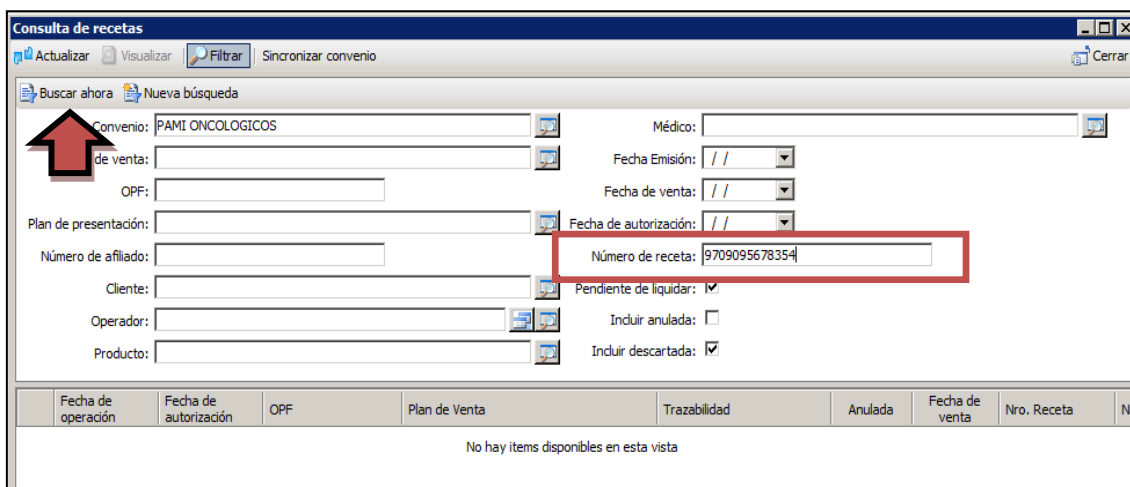 Consulta de recetas
Actualizar Visualizar Filtrar Sincronizar convenio Cerrar
Buscar ahora Nueva búsqueda
Convenio: PAMI ONCOLOGICOS Médico:
de venta: Fecha Emisión: / /
OPF: Fecha de venta: / /
Plan de presentación: Fecha de autorización: / /
Número de afiliado: Número de receta: 9709095678354
Cliente: Pendiente de liquidar:
Operador: Incluir anulada:
Producto: Incluir descartada:
Fecha de operación Fecha de autorización OPF Plan de Venta Trazabilidad Anulada Fecha de venta Nro. Receta N
No hay items disponibles en esta vista